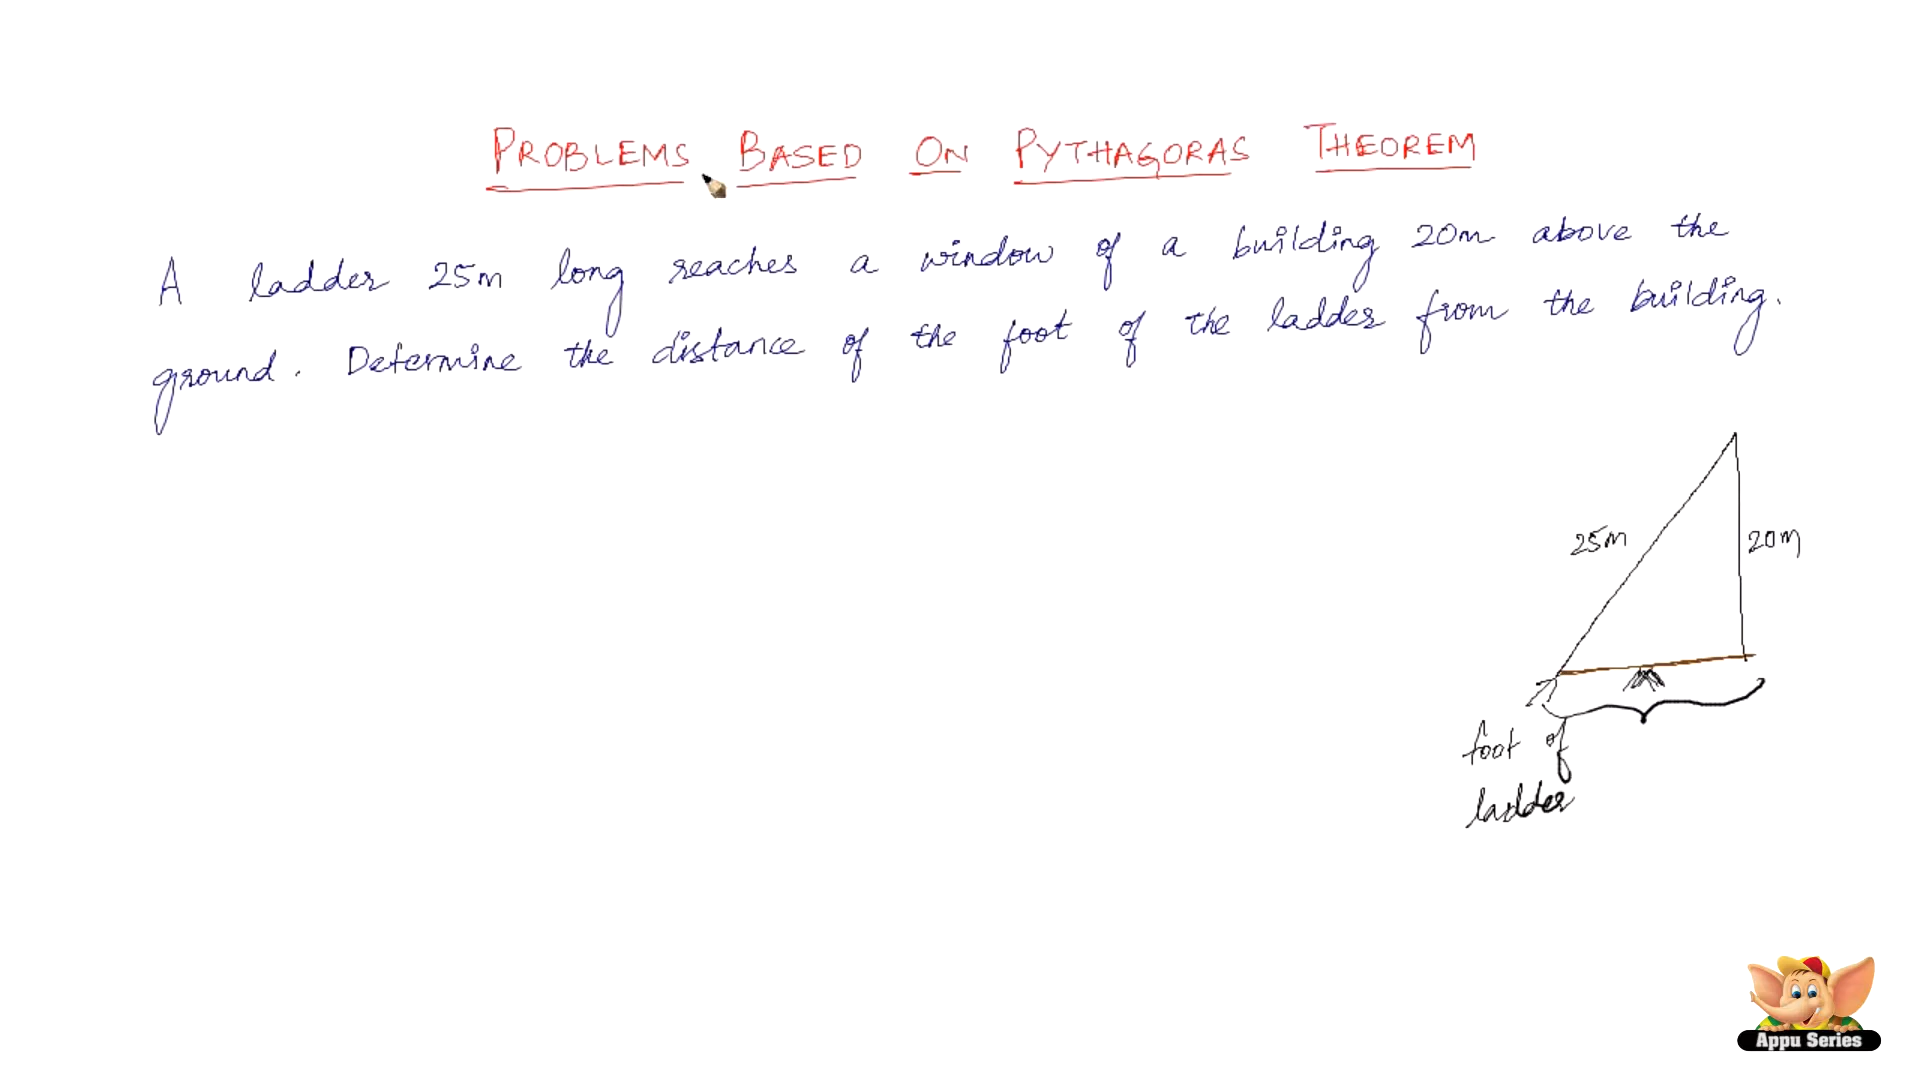 PROBLEMS BASED ON PYTHAGORAS THEOREM
A ladder 25m long reaches a window of a building 20m above the
ground. Determine the distance of the foot of the ladder from the building.
25m
20m
foot of
ladder
Appu Series